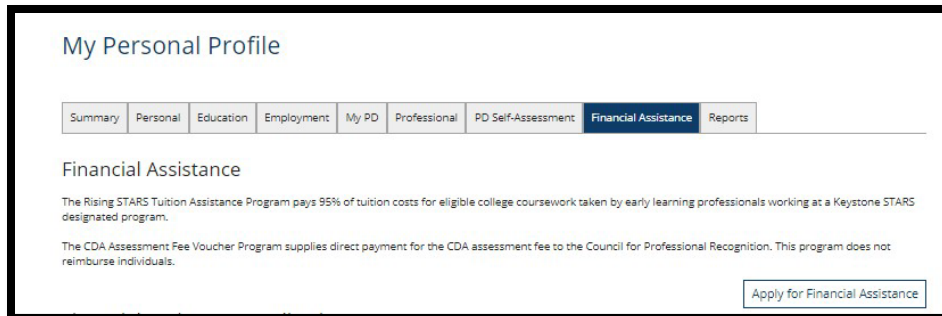 My Personal Profile
Summary Personal Education Employment My PD Professional PD Self-Assessment Financial Assistance Reports
Financial Assistance
The Rising STARS Tuition Assistance Program pays 95% of tuition costs for eligible college coursework taken by early learning professionals working at a Keystone STARS
designated program.
The CDA Assessment Fee Voucher Program supplies direct payment for the CDA assessment fee to the Council for Professional Recognition. This program does not
reimburse individuals.
Apply for Financial Assistance